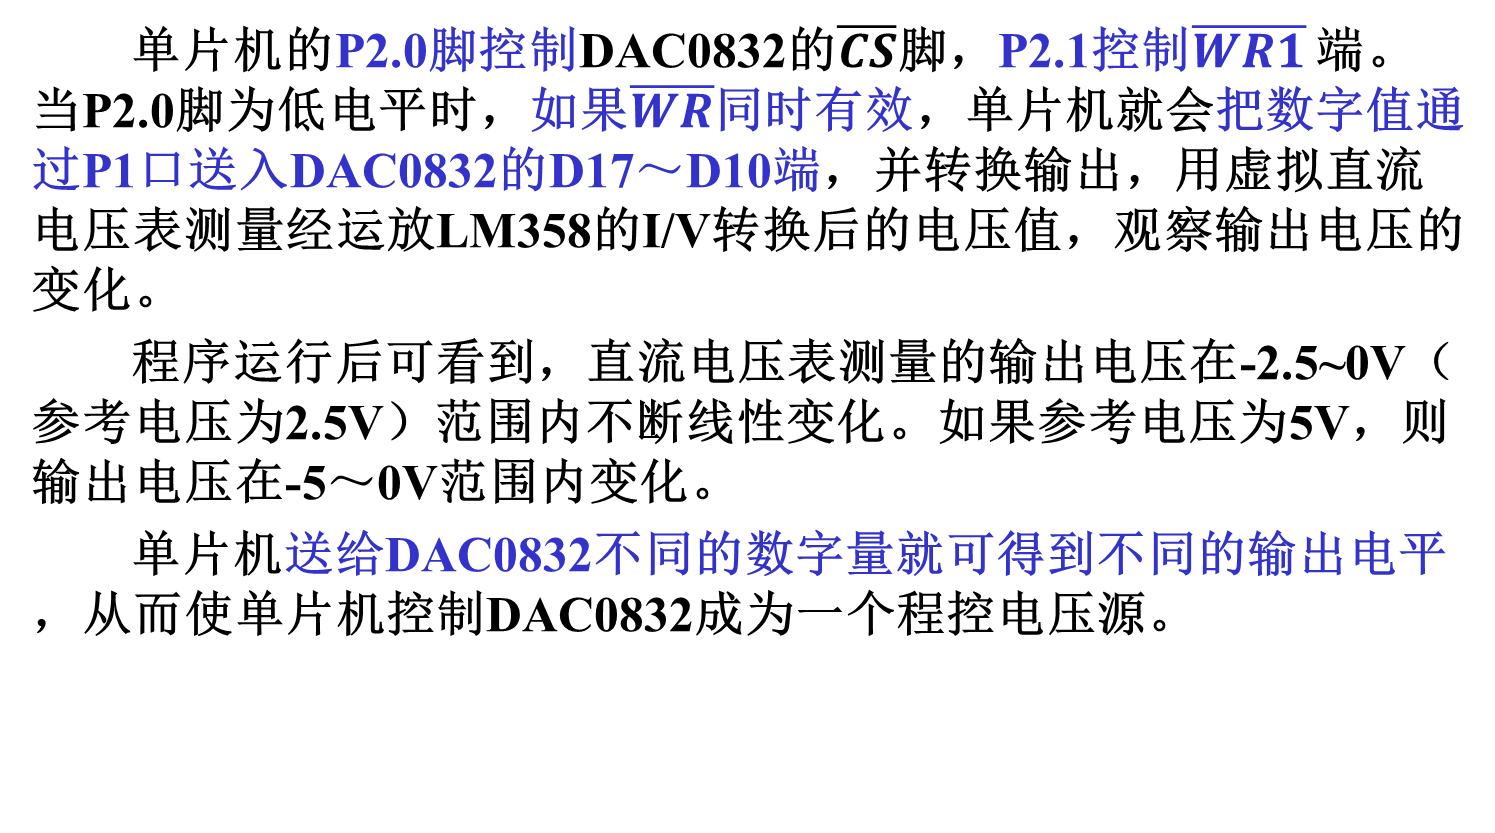 单片机的P2.0脚控制DAC0832的C̅S̅脚，P2.1控制W̅R̅1̅ 端。
当P2.0脚为低电平时，如果W̅R̅同时有效，单片机就会把数字值通
过P1口送入DAC0832的D17～D10端，并转换输出，用虚拟直流
电压表测量经运放LM358的I/V转换后的电压值，观察输出电压的
变化。
程序运行后可看到，直流电压表测量的输出电压在-2.5~0V（
参考电压为2.5V）范围内不断线性变化。如果参考电压为5V，则
输出电压在-5～0V范围内变化。
单片机送给DAC0832不同的数字量就可得到不同的输出电平
，从而使单片机控制DAC0832成为一个程控电压源。